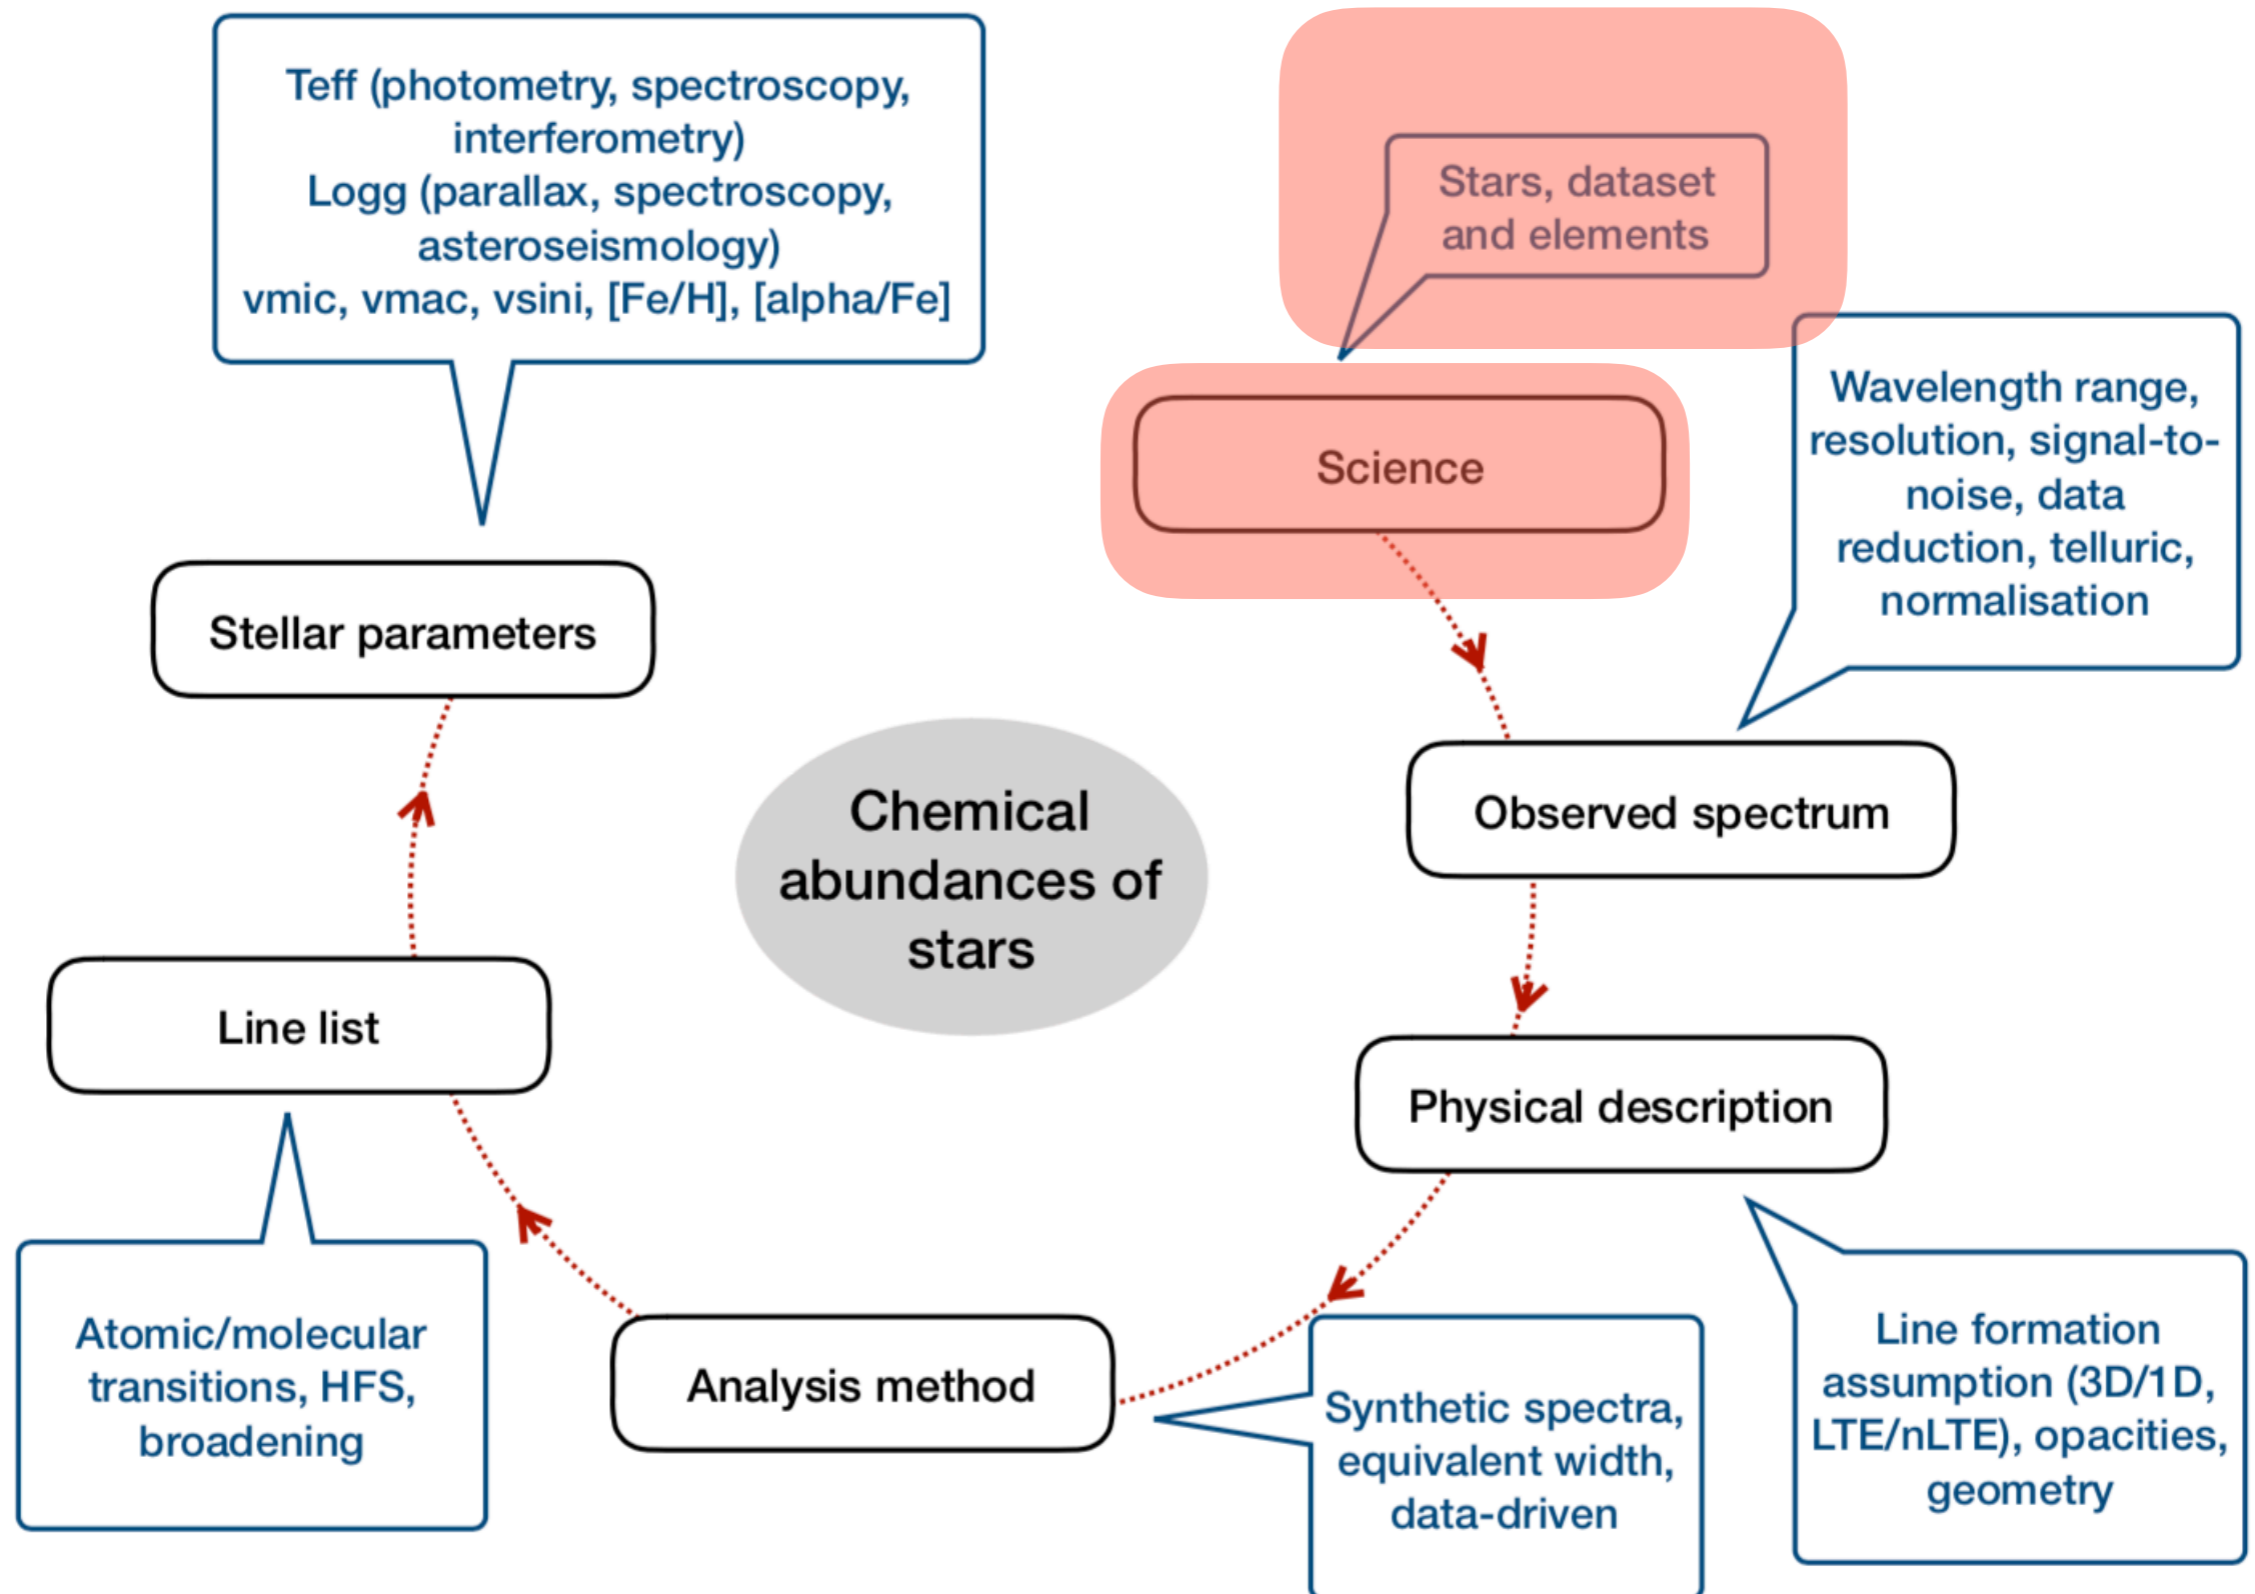 Teff (photometry, spectroscopy,
interferometry)
Logg (parallax, spectroscopy,
asteroseismology)
vmic, vmac, vsini, [Fe/H], [alpha/Fe]
Stars, dataset
and elements
Science
Wavelength range,
resolution, signal-to-
noise, data
reduction, telluric,
normalisation
Stellar parameters
Observed spectrum
Chemical
abundances of
stars
Line list
Physical description
Atomic/molecular
transitions, HFS,
broadening
Analysis method
Synthetic spectra,
equivalent width,
data-driven
Line formation
assumption (3D/1D,
LTE/nLTE), opacities,
geometry